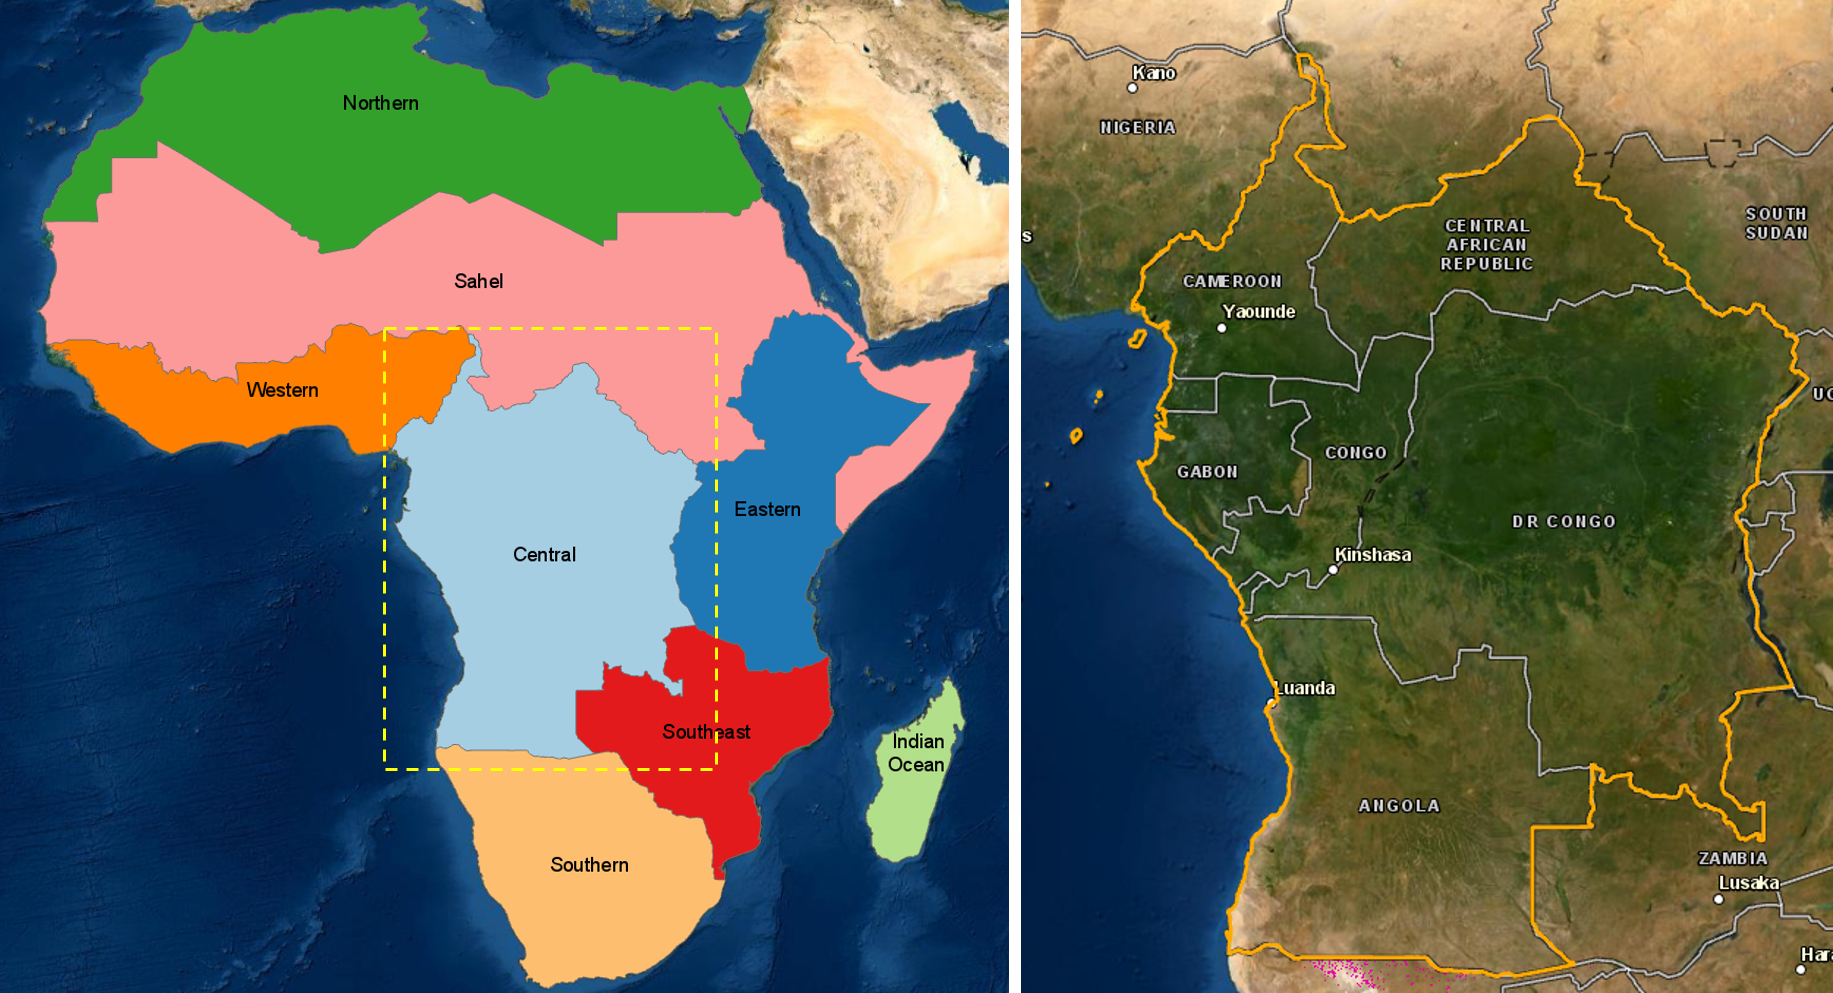 Northern
Sahel
Western
Eastern
Central
Southeast
Indian
Ocean
Southern
Kano
NIGERIA
S
CENTRAL
AFRICAN
REPUBLIC
SOUTH
SUDAN
CAMEROON
Yaounde
UG
CONGO
GABON
DR CONGO
Kinshasa
Luanda
ANGOLA
ZAMBIA
Lusaka
Har